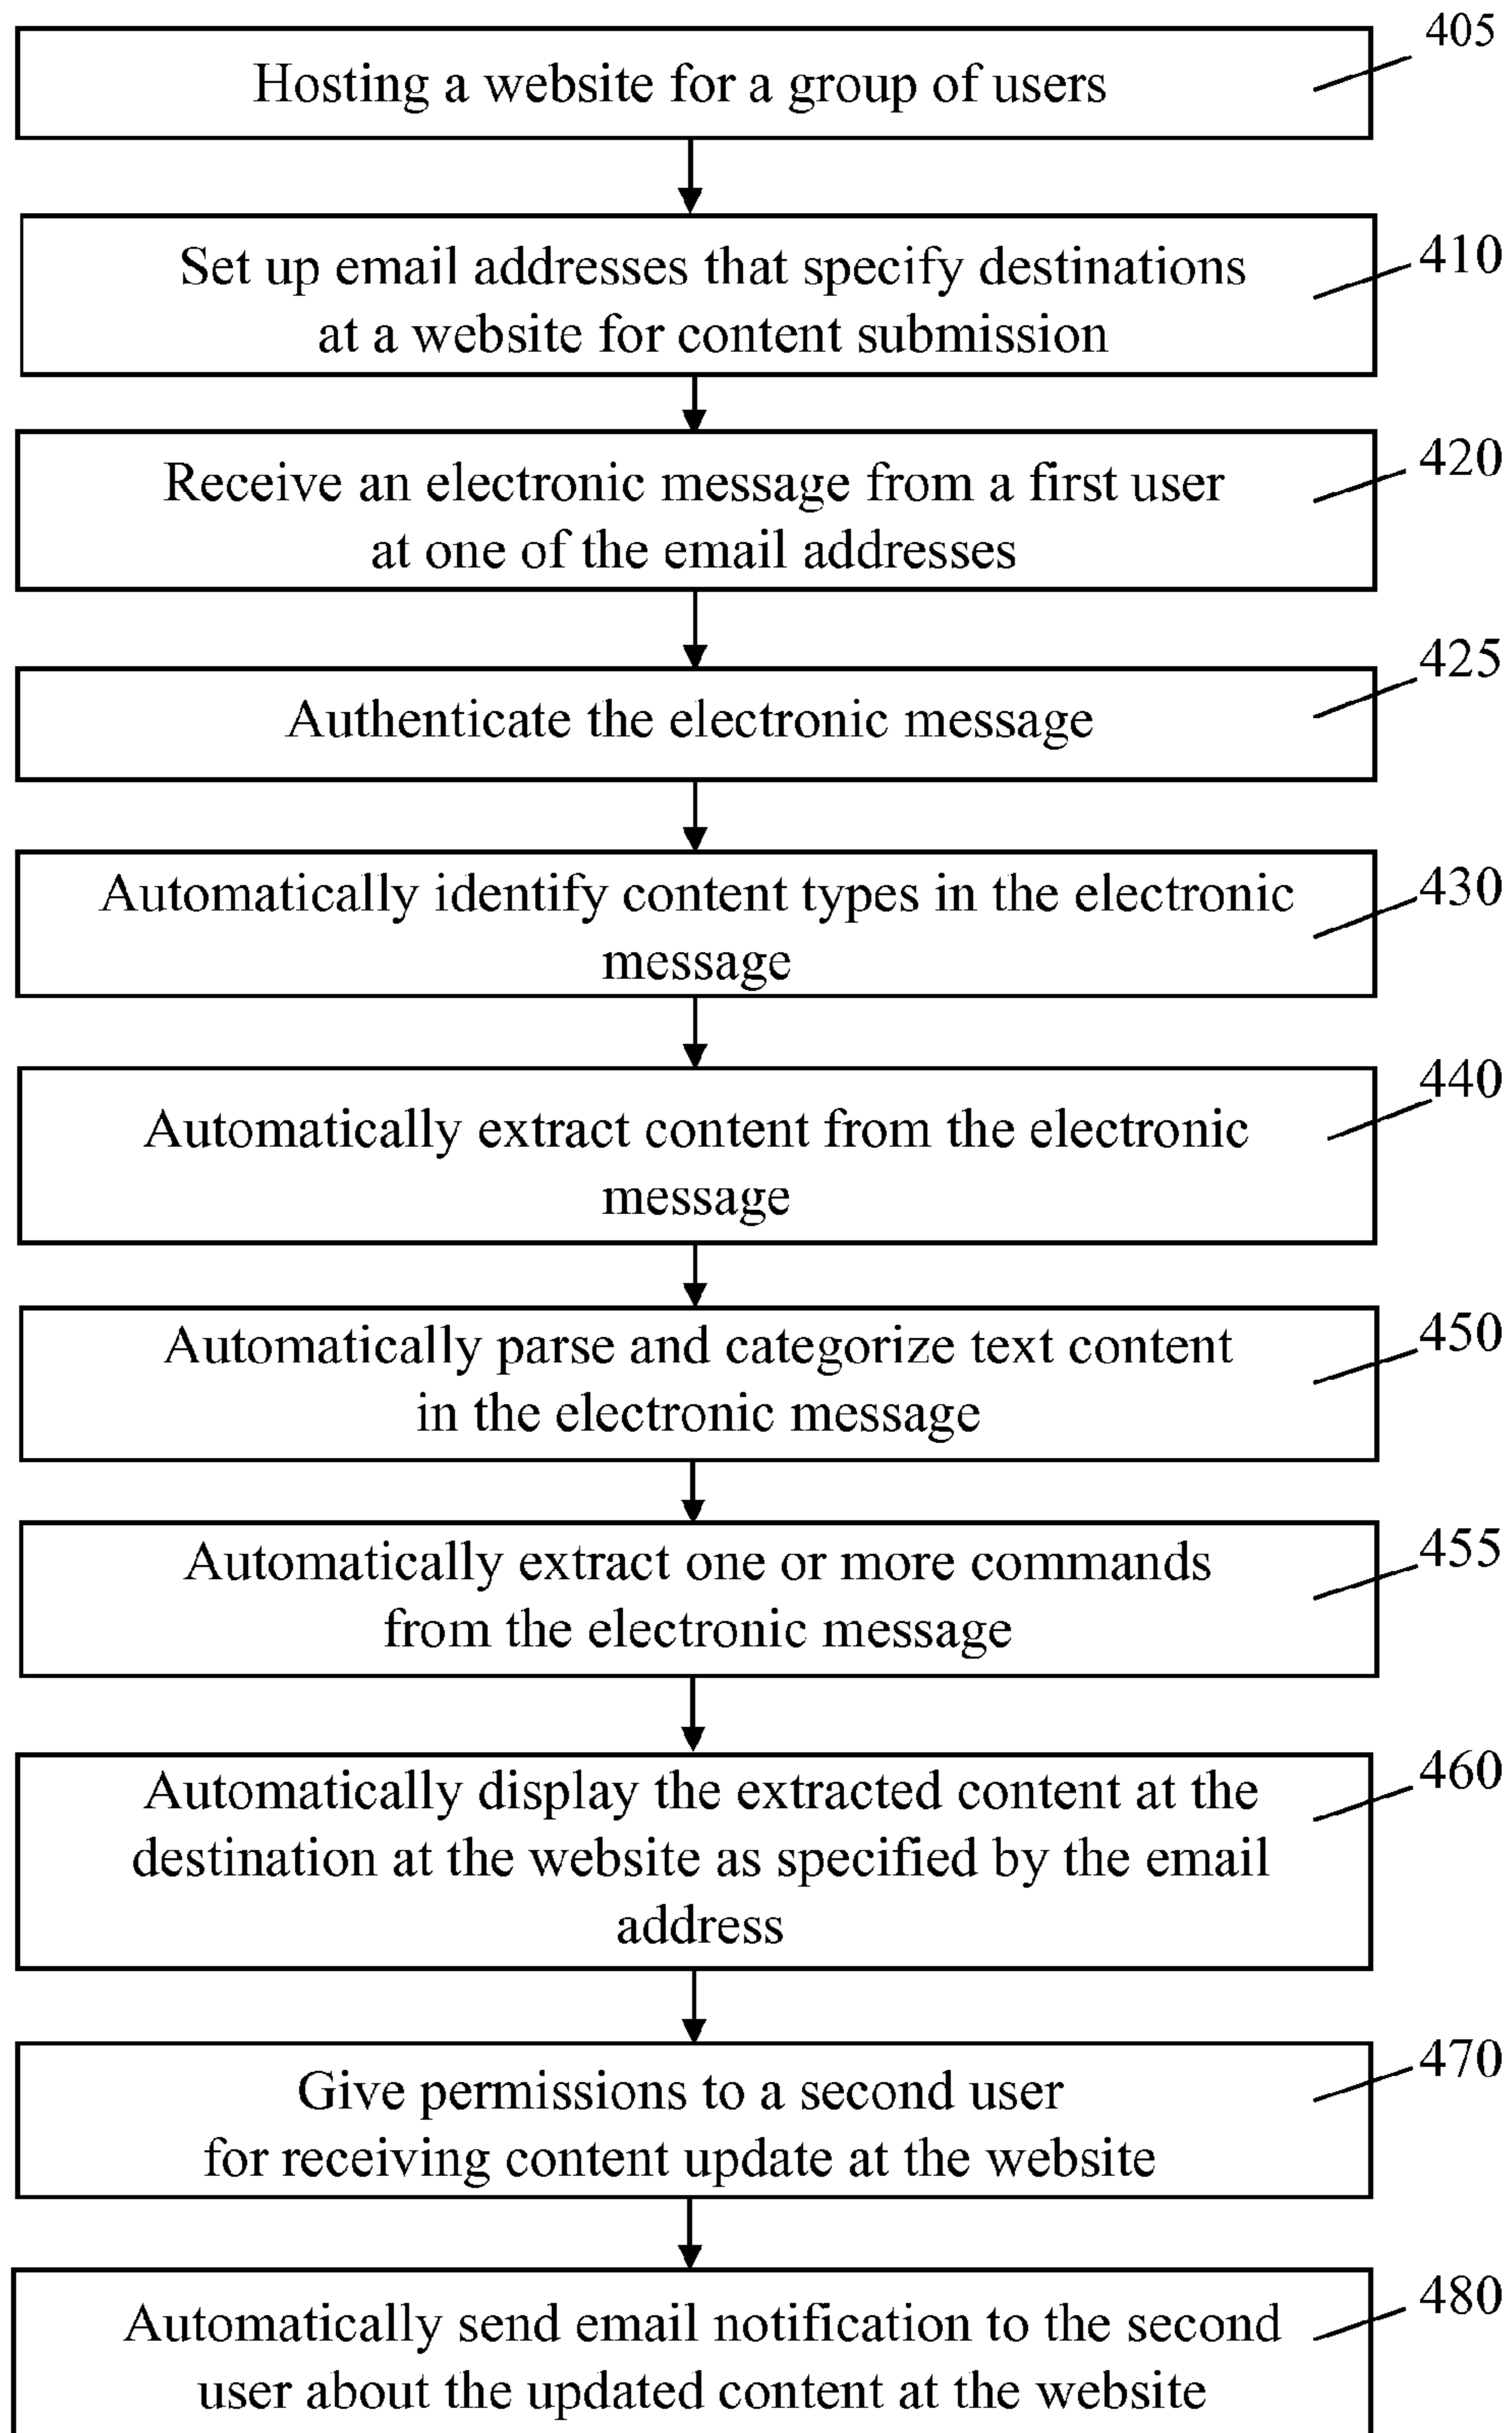 405
Hosting a website for a group of users
410
Set up email addresses that specify destinations
at a website for content submission
420
Receive an electronic message from a first user
at one of the email addresses
425
Authenticate the electronic message
430
Automatically identify content types in the electronic
message
440
Automatically extract content from the electronic
message
450
Automatically parse and categorize text content
in the electronic message
455
Automatically extract one or more commands
from the electronic message
460
Automatically display the extracted content at the
destination at the website as specified by the email
address
470
Give permissions to a second user
for receiving content update at the website
480
Automatically send email notification to the second
user about the updated content at the website